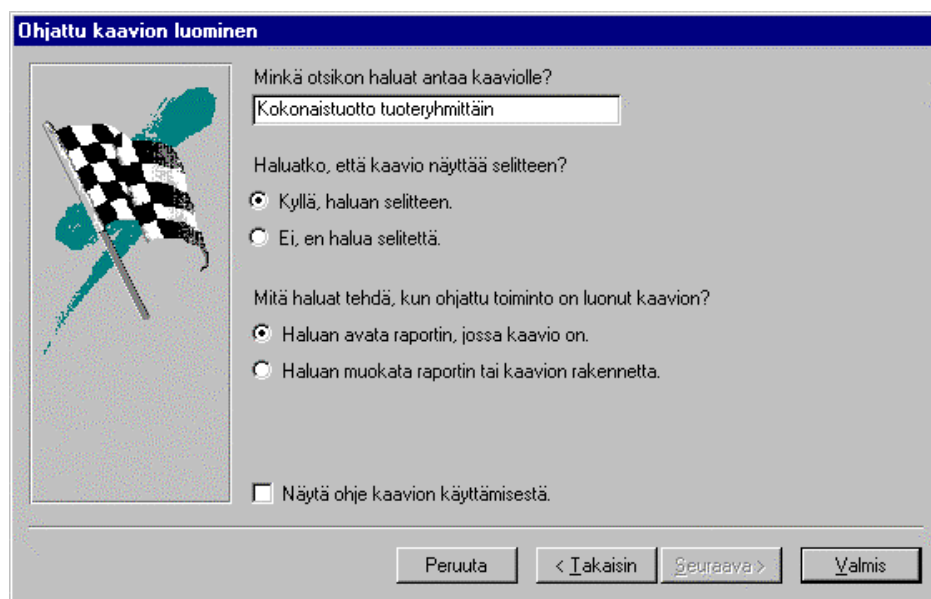 Ohjattu kaavion luominen
Minkä otsikon haluat antaa kaaviolle?
Kokonaistuotto tuoteryhmittäin
Haluatko, että kaavio näyttää selitteen?
Kyllä, haluan selitteen.
Ei, en halua selitettä.
Mitä haluat tehdä, kun ohjattu toiminto on luonut kaavion?
Haluan avata raportin, jossa kaavio on.
Haluan muokata raportin tai kaavion rakennetta.
Näytä ohje kaavion käyttämisestä.
Peruuta < Takaisin Seuraava > Valmis